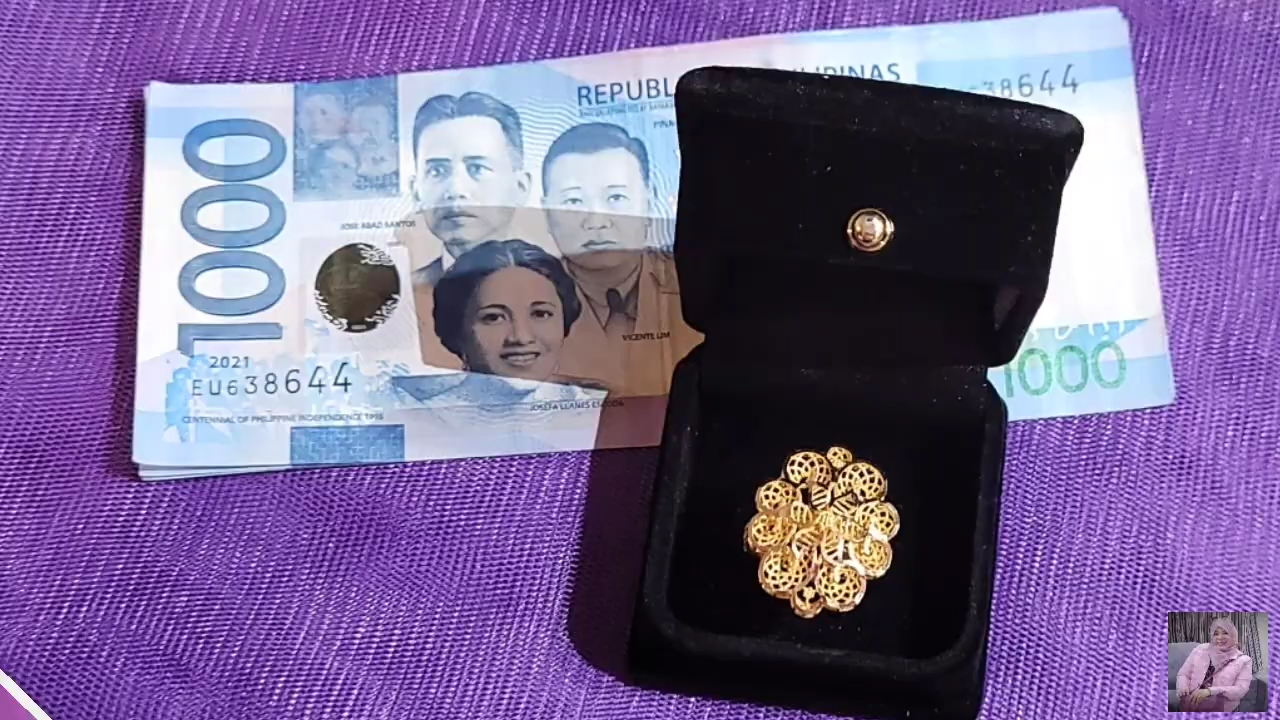 REPUBL
ILIPINAS
38644
1000
JOSE ABAD SANTOS
VICENTE LIM
2021
EU638644
JOSEFA LLANES ESCODA
CENTENNIAL OF PHILIPPINE INDEPENDENCE 1998
1000